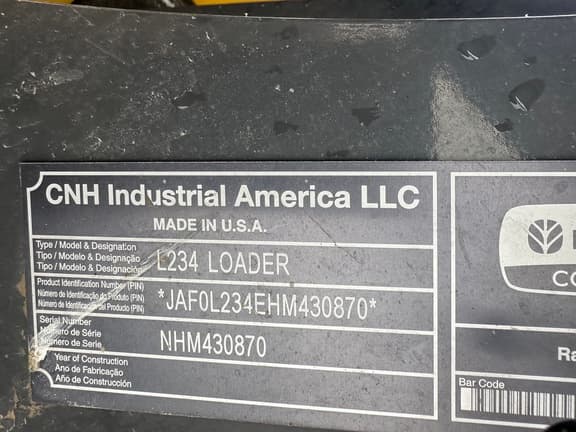 CNH Industrial America LLC
MADE IN U.S.A.
Type / Model & Designation
Tipo / Modelo & Designação
Tipo / Modelo & Designación
L234 LOADER
Product Identification Number (PIN)
Número de Identificação do Produto (PIN)
Número de Identificación del Producto (PIN)
*JAF0L234EHM430870*
Serial Number
Número de Série
Número de Serie
NHM430870
Year of Construction
Ano de Fabricação
Año de Construcción
CO
Ra
Bar Code